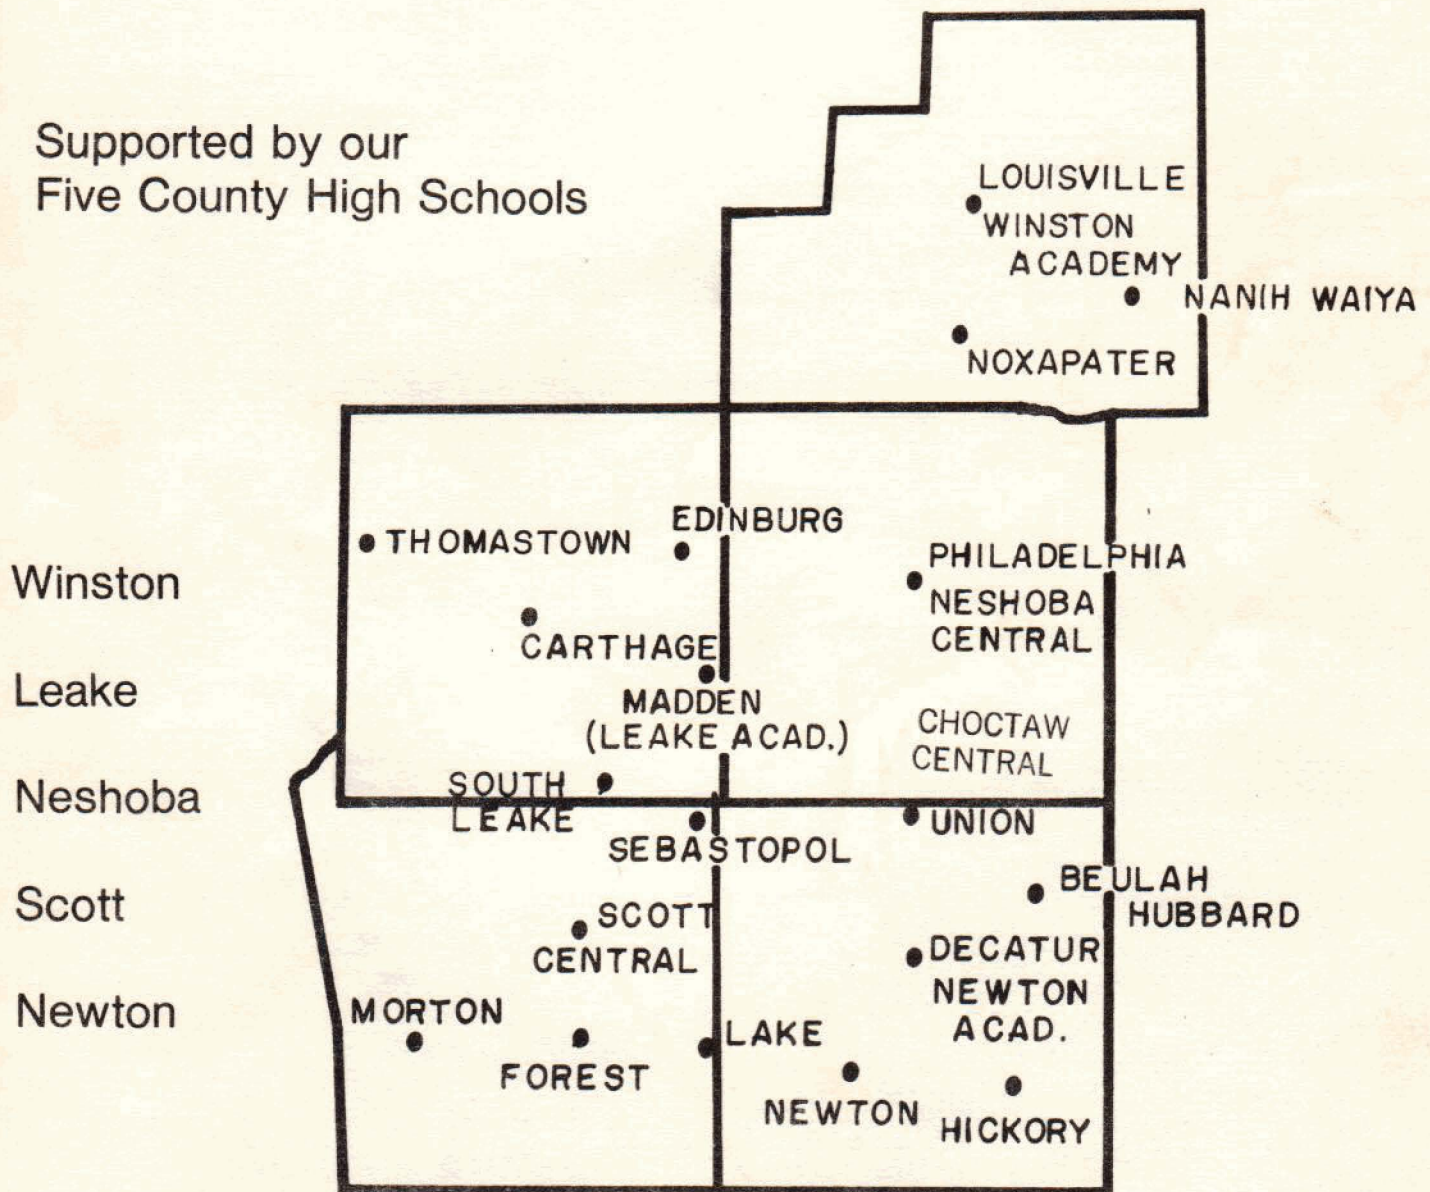 Supported by our
Five County High Schools
LOUISVILLE
WINSTON
ACADEMY
NANIH WAIYA
NOXAPATER
EDINBURG
THOMASTOWN
PHILADELPHIA
NESHOBA
CENTRAL
CARTHAGE
MADDEN
(LEAKE ACAD.)
CHOCTAW
CENTRAL
SOUTH
LEAKE
SEBASTOPOL
UNION
BEULAH
HUBBARD
SCOTT
CENTRAL
DECATUR
NEWTON
ACAD.
MORTON
FOREST
LAKE
NEWTON
HICKORY
Winston
Leake
Neshoba
Scott
Newton